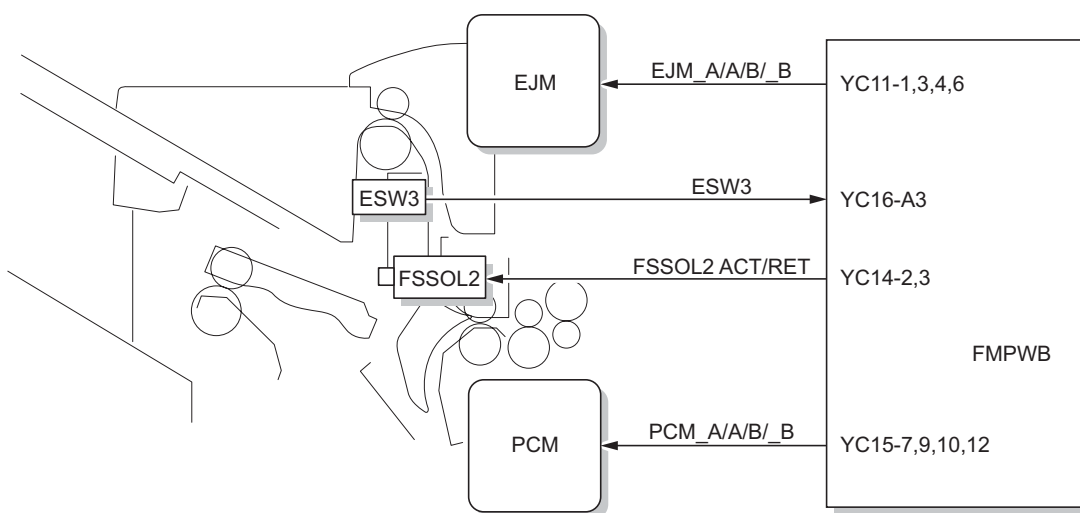 EJM
EJM_A/A/B/_B
YC11-1,3,4,6
ESW3
ESW3
YC16-A3
FSSOL2
FSSOL2 ACT/RET
YC14-2,3
FMPWB
PCM
PCM_A/A/B/_B
YC15-7,9,10,12